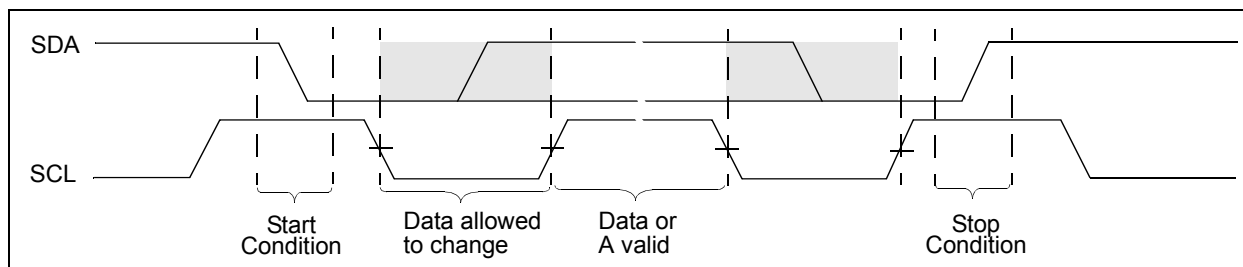 SDA
SCL
Start
Condition
Data allowed
to change
Data or
A valid
Stop
Condition